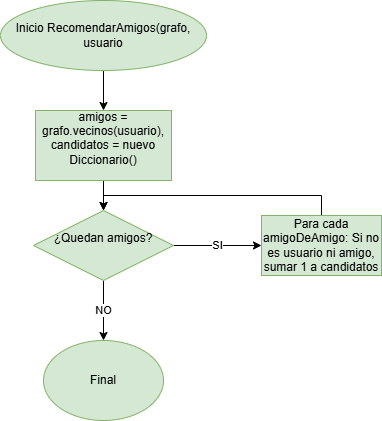 Inicio RecomendarAmigos(grafo,
usuario
amigos =
grafo.vecinos(usuario),
candidatos = nuevo
Diccionario()
¿Quedan amigos?
SI
Para cada
amigoDeAmigo: Si no
es usuario ni amigo,
sumar 1 a candidatos
NO
Final